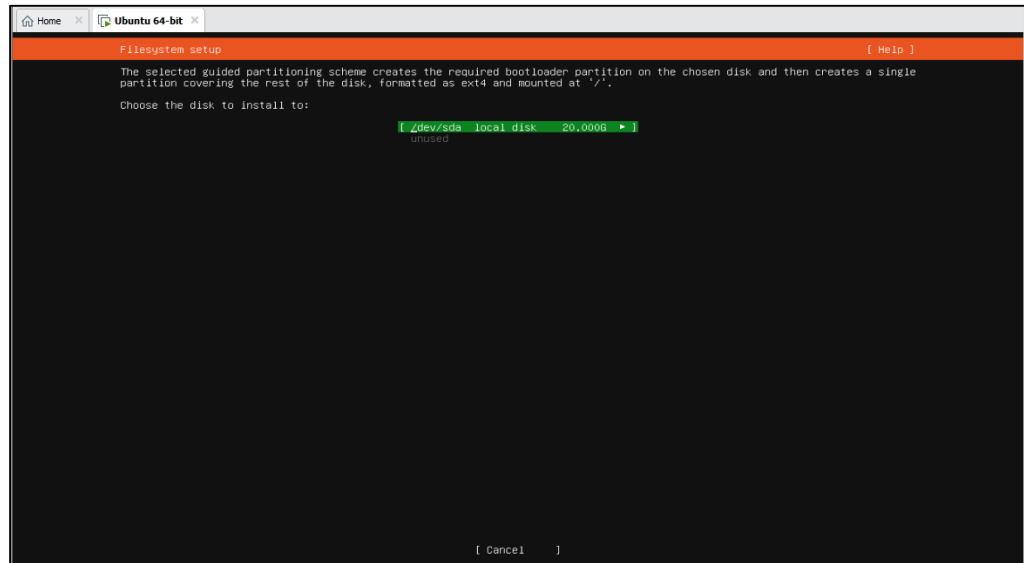 Home
Ubuntu 64-bit
Filesystem setup [ Help ]
The selected guided partitioning scheme creates the required bootloader partition on the chosen disk and then creates a single
partition covering the rest of the disk, formatted as ext4 and mounted at '/'.
Choose the disk to install to:
[ /dev/sda local disk 20.000G ▸ ]
unused
[ Cancel ]